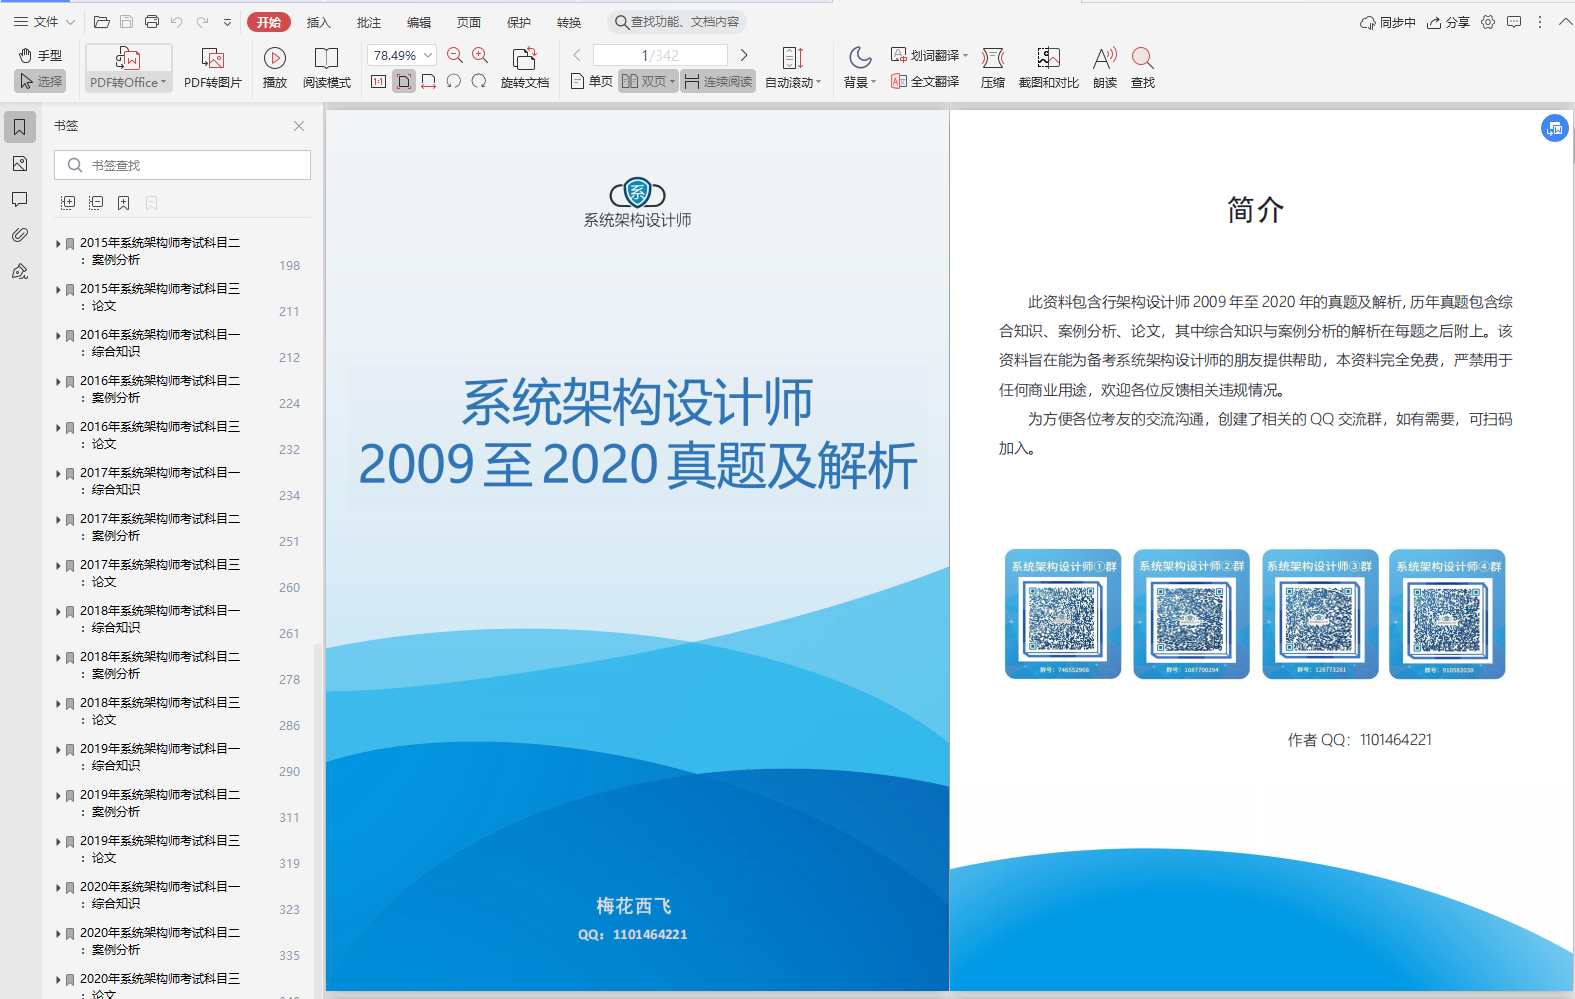 文件
开始
插入
批注
编辑
页面
保护
转换
查找功能、文档内容
同步中
分享
手型
选择
PDF转Office
PDF转图片
播放
阅读模式
78.49%
1:1
旋转文档
1/342
单页
双页
连续阅读
自动滚动
背景
划词翻译
全文翻译
压缩
截图和对比
朗读
查找
书签
书签查找
2015年系统架构师考试科目二
：案例分析
198
2015年系统架构师考试科目三
：论文
211
2016年系统架构师考试科目一
：综合知识
212
2016年系统架构师考试科目二
：案例分析
224
2016年系统架构师考试科目三
：论文
232
2017年系统架构师考试科目一
：综合知识
234
2017年系统架构师考试科目二
：案例分析
251
2017年系统架构师考试科目三
：论文
260
2018年系统架构师考试科目一
：综合知识
261
2018年系统架构师考试科目二
：案例分析
278
2018年系统架构师考试科目三
：论文
286
2019年系统架构师考试科目一
：综合知识
290
2019年系统架构师考试科目二
：案例分析
311
2019年系统架构师考试科目三
：论文
319
2020年系统架构师考试科目一
：综合知识
323
2020年系统架构师考试科目二
：案例分析
335
2020年系统架构师考试科目三
：论文
系
系统架构设计师
系统架构设计师
2009至2020真题及解析
梅花西飞
QQ：1101464221
简介
此资料包含行架构设计师 2009 年至 2020 年的真题及解析，历年真题包含综
合知识、案例分析、论文，其中综合知识与案例分析的解析在每题之后附上。该
资料旨在能为备考系统架构设计师的朋友提供帮助，本资料完全免费，严禁用于
任何商业用途，欢迎各位反馈相关违规情况。
为方便各位考友的交流沟通，创建了相关的 QQ 交流群，如有需要，可扫码
加入。
系统架构设计师①群
群号：746552968
系统架构设计师②群
群号：1087700294
系统架构设计师③群
群号：128773281
系统架构设计师④群
群号：910582038
作者 QQ：1101464221